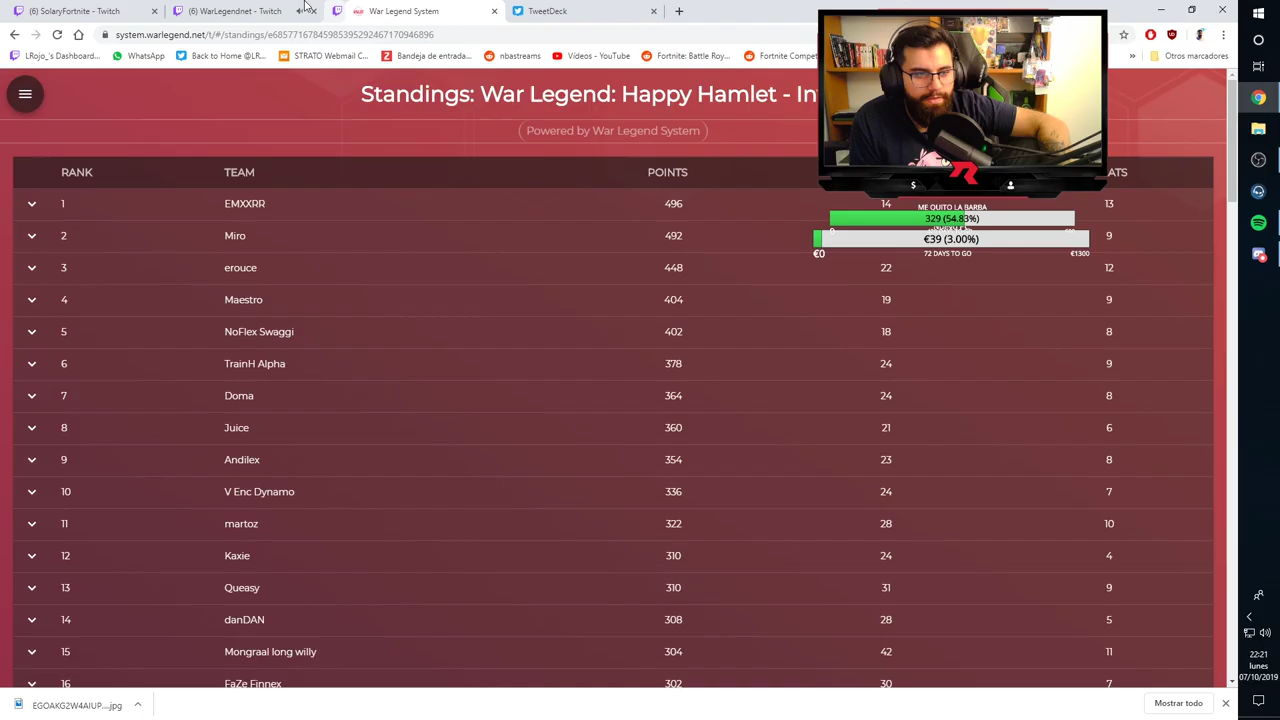 (5) SolaryFortnite - Twitch
(6) Warlegendnet - Twitch
War Legend System
TweetDeck
LRojo_'s Dashboard...
WhatsApp
Back to Home @LR...
STRATO Webmail C...
Bandeja de entrada...
nbastreams
Vídeos - YouTube
Fortnite: Battle Roy...
Fortnite Compet
Otros marcadores
Standings: War Legend: Happy Hamlet - In
Powered by War Legend System
RANK TEAM POINTS ATS
1 EMXXRR 496 14 13
2 Miro 492 9
3 erouce 448 22 12
4 Maestro 404 19 9
5 NoFlex Swaggi 402 18 8
6 TrainH Alpha 378 24 9
7 Doma 364 24 8
8 Juice 360 21 6
9 Andilex 354 23 8
10 V Enc Dynamo 336 24 7
11 martoz 322 28 10
12 Kaxie 310 24 4
13 Queasy 310 31 9
14 danDAN 308 28 5
15 Mongraal long willy 304 42 11
16 FaZe Finnex 302 30 7
ME QUITO LA BARBA
329 (54.83%)
€39 (3.00%)
€0 72 DAYS TO GO €1300
EGOAKG2W4AIUP....jpg
Mostrar todo
22:21
lunes
07/10/2019